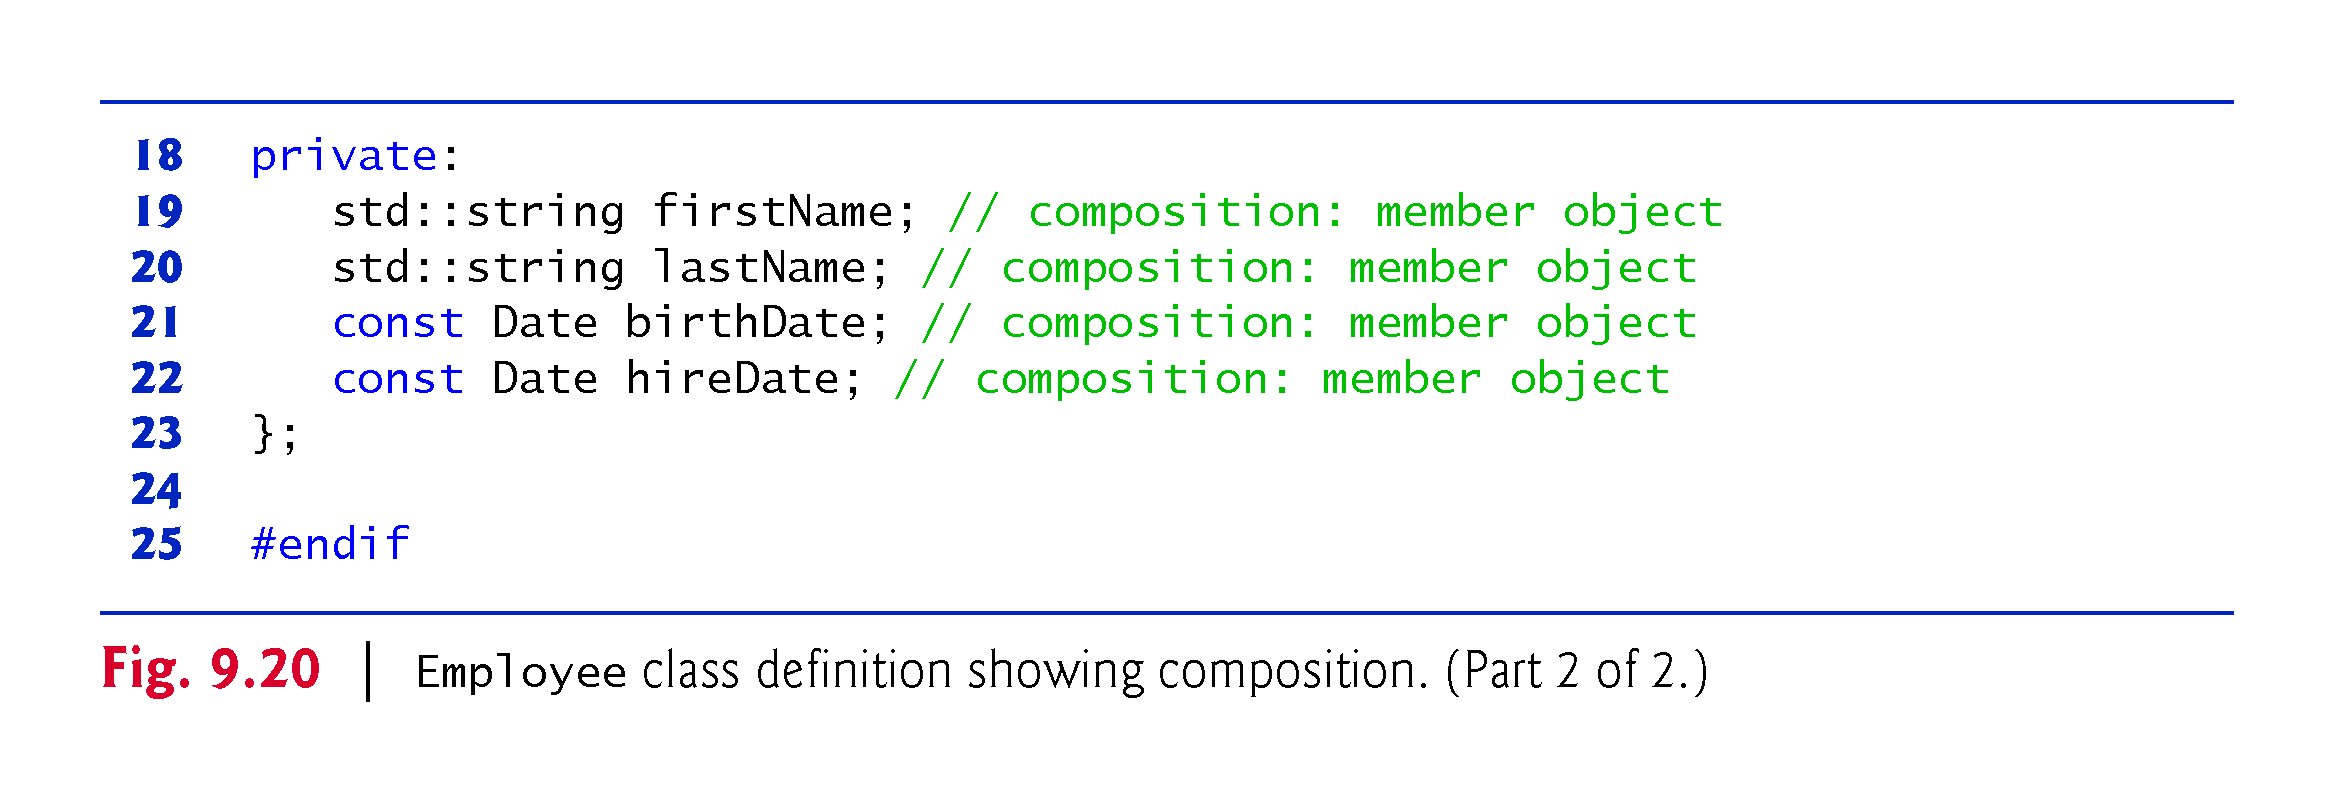 18 private:
19 std::string firstName; // composition: member object
20 std::string lastName; // composition: member object
21 const Date birthDate; // composition: member object
22 const Date hireDate; // composition: member object
23 };
24
25 #endif
Fig. 9.20 | Employee class definition showing composition. (Part 2 of 2.)